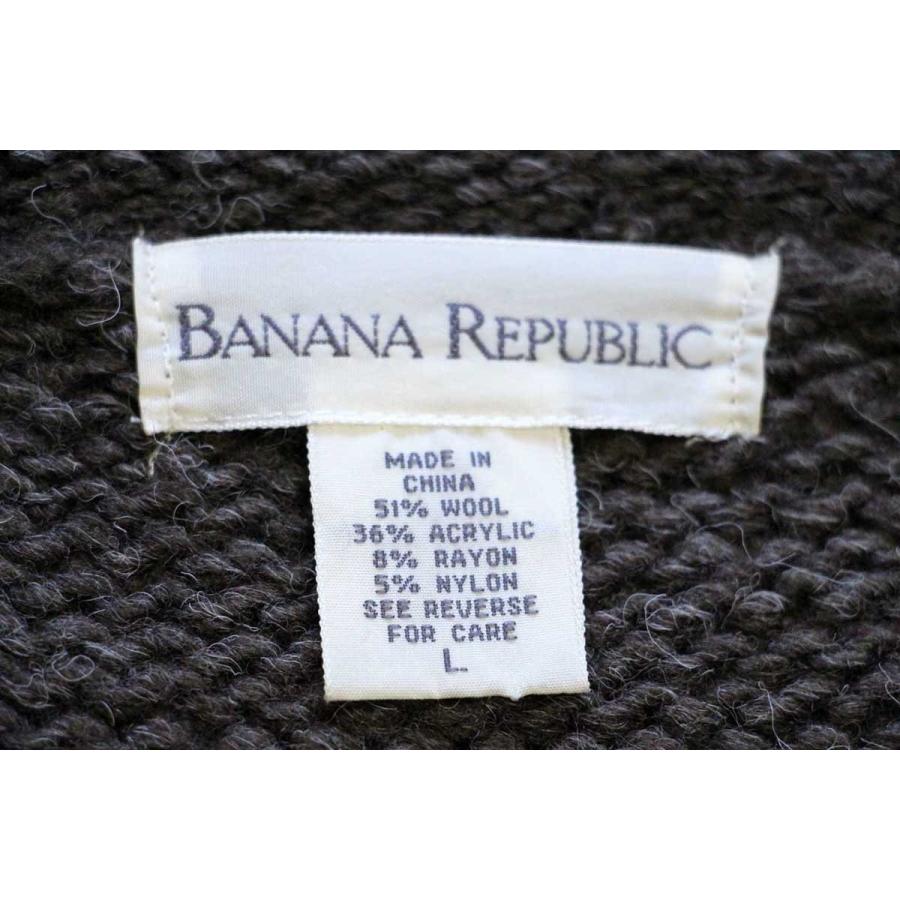 BANANA REPUBLIC
MADE IN
CHINA
51% WOOL
36% ACRYLIC
8% RAYON
5% NYLON
SEE REVERSE
FOR CARE
L